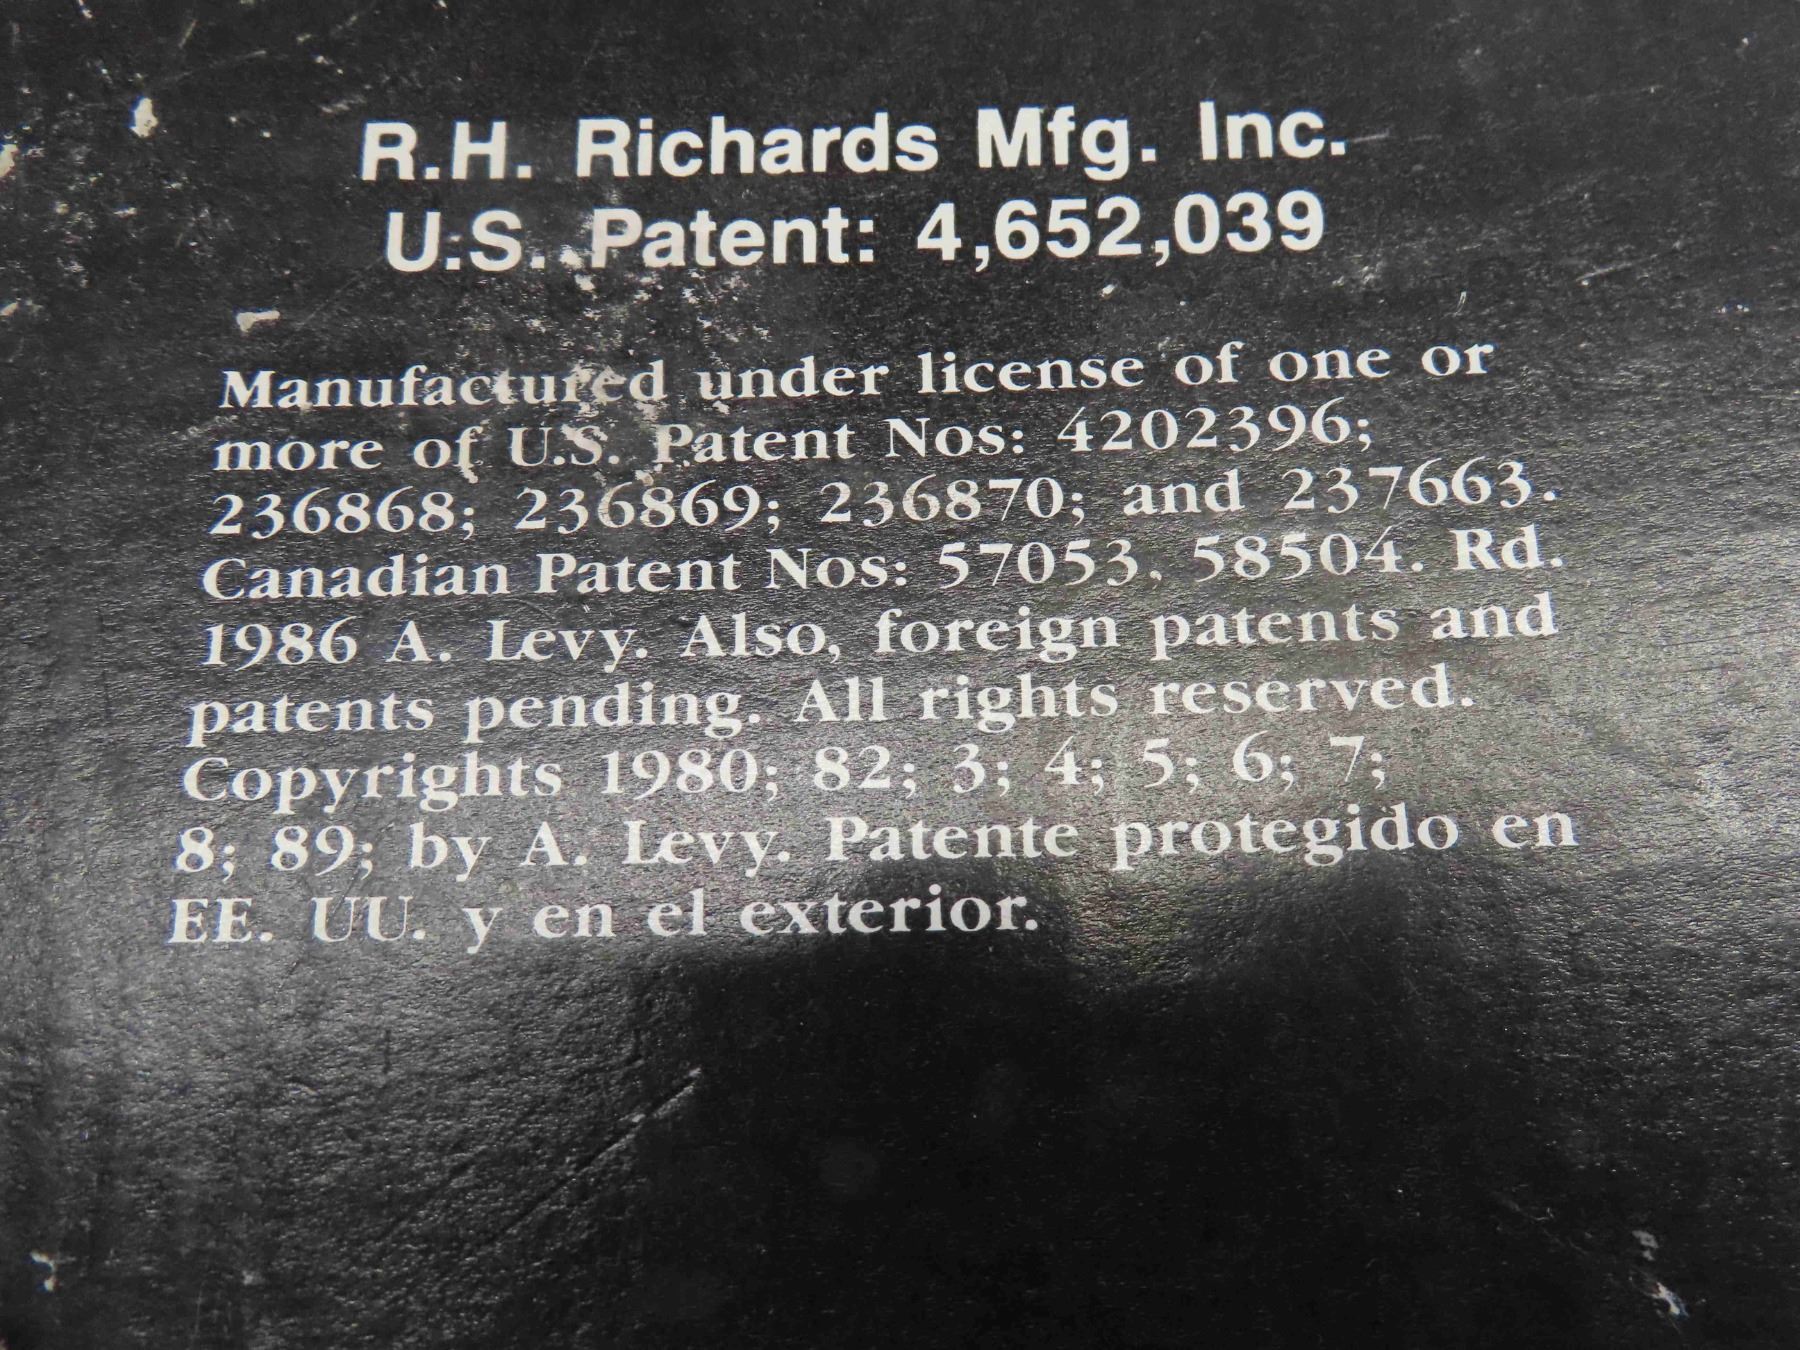 R.H. Richards Mfg. Inc.
U.S. Patent: 4,652,039
Manufactured under license of one or
more of U.S. Patent Nos: 4202396;
236868; 236869; 236870; and 237663.
Canadian Patent Nos: 57053, 58504. Rd.
1986 A. Levy. Also, foreign patents and
patents pending. All rights reserved.
Copyrights 1980; 82; 3; 4; 5; 6; 7;
8; 89; by A. Levy. Patente protegido en
EE. UU. y en el exterior.